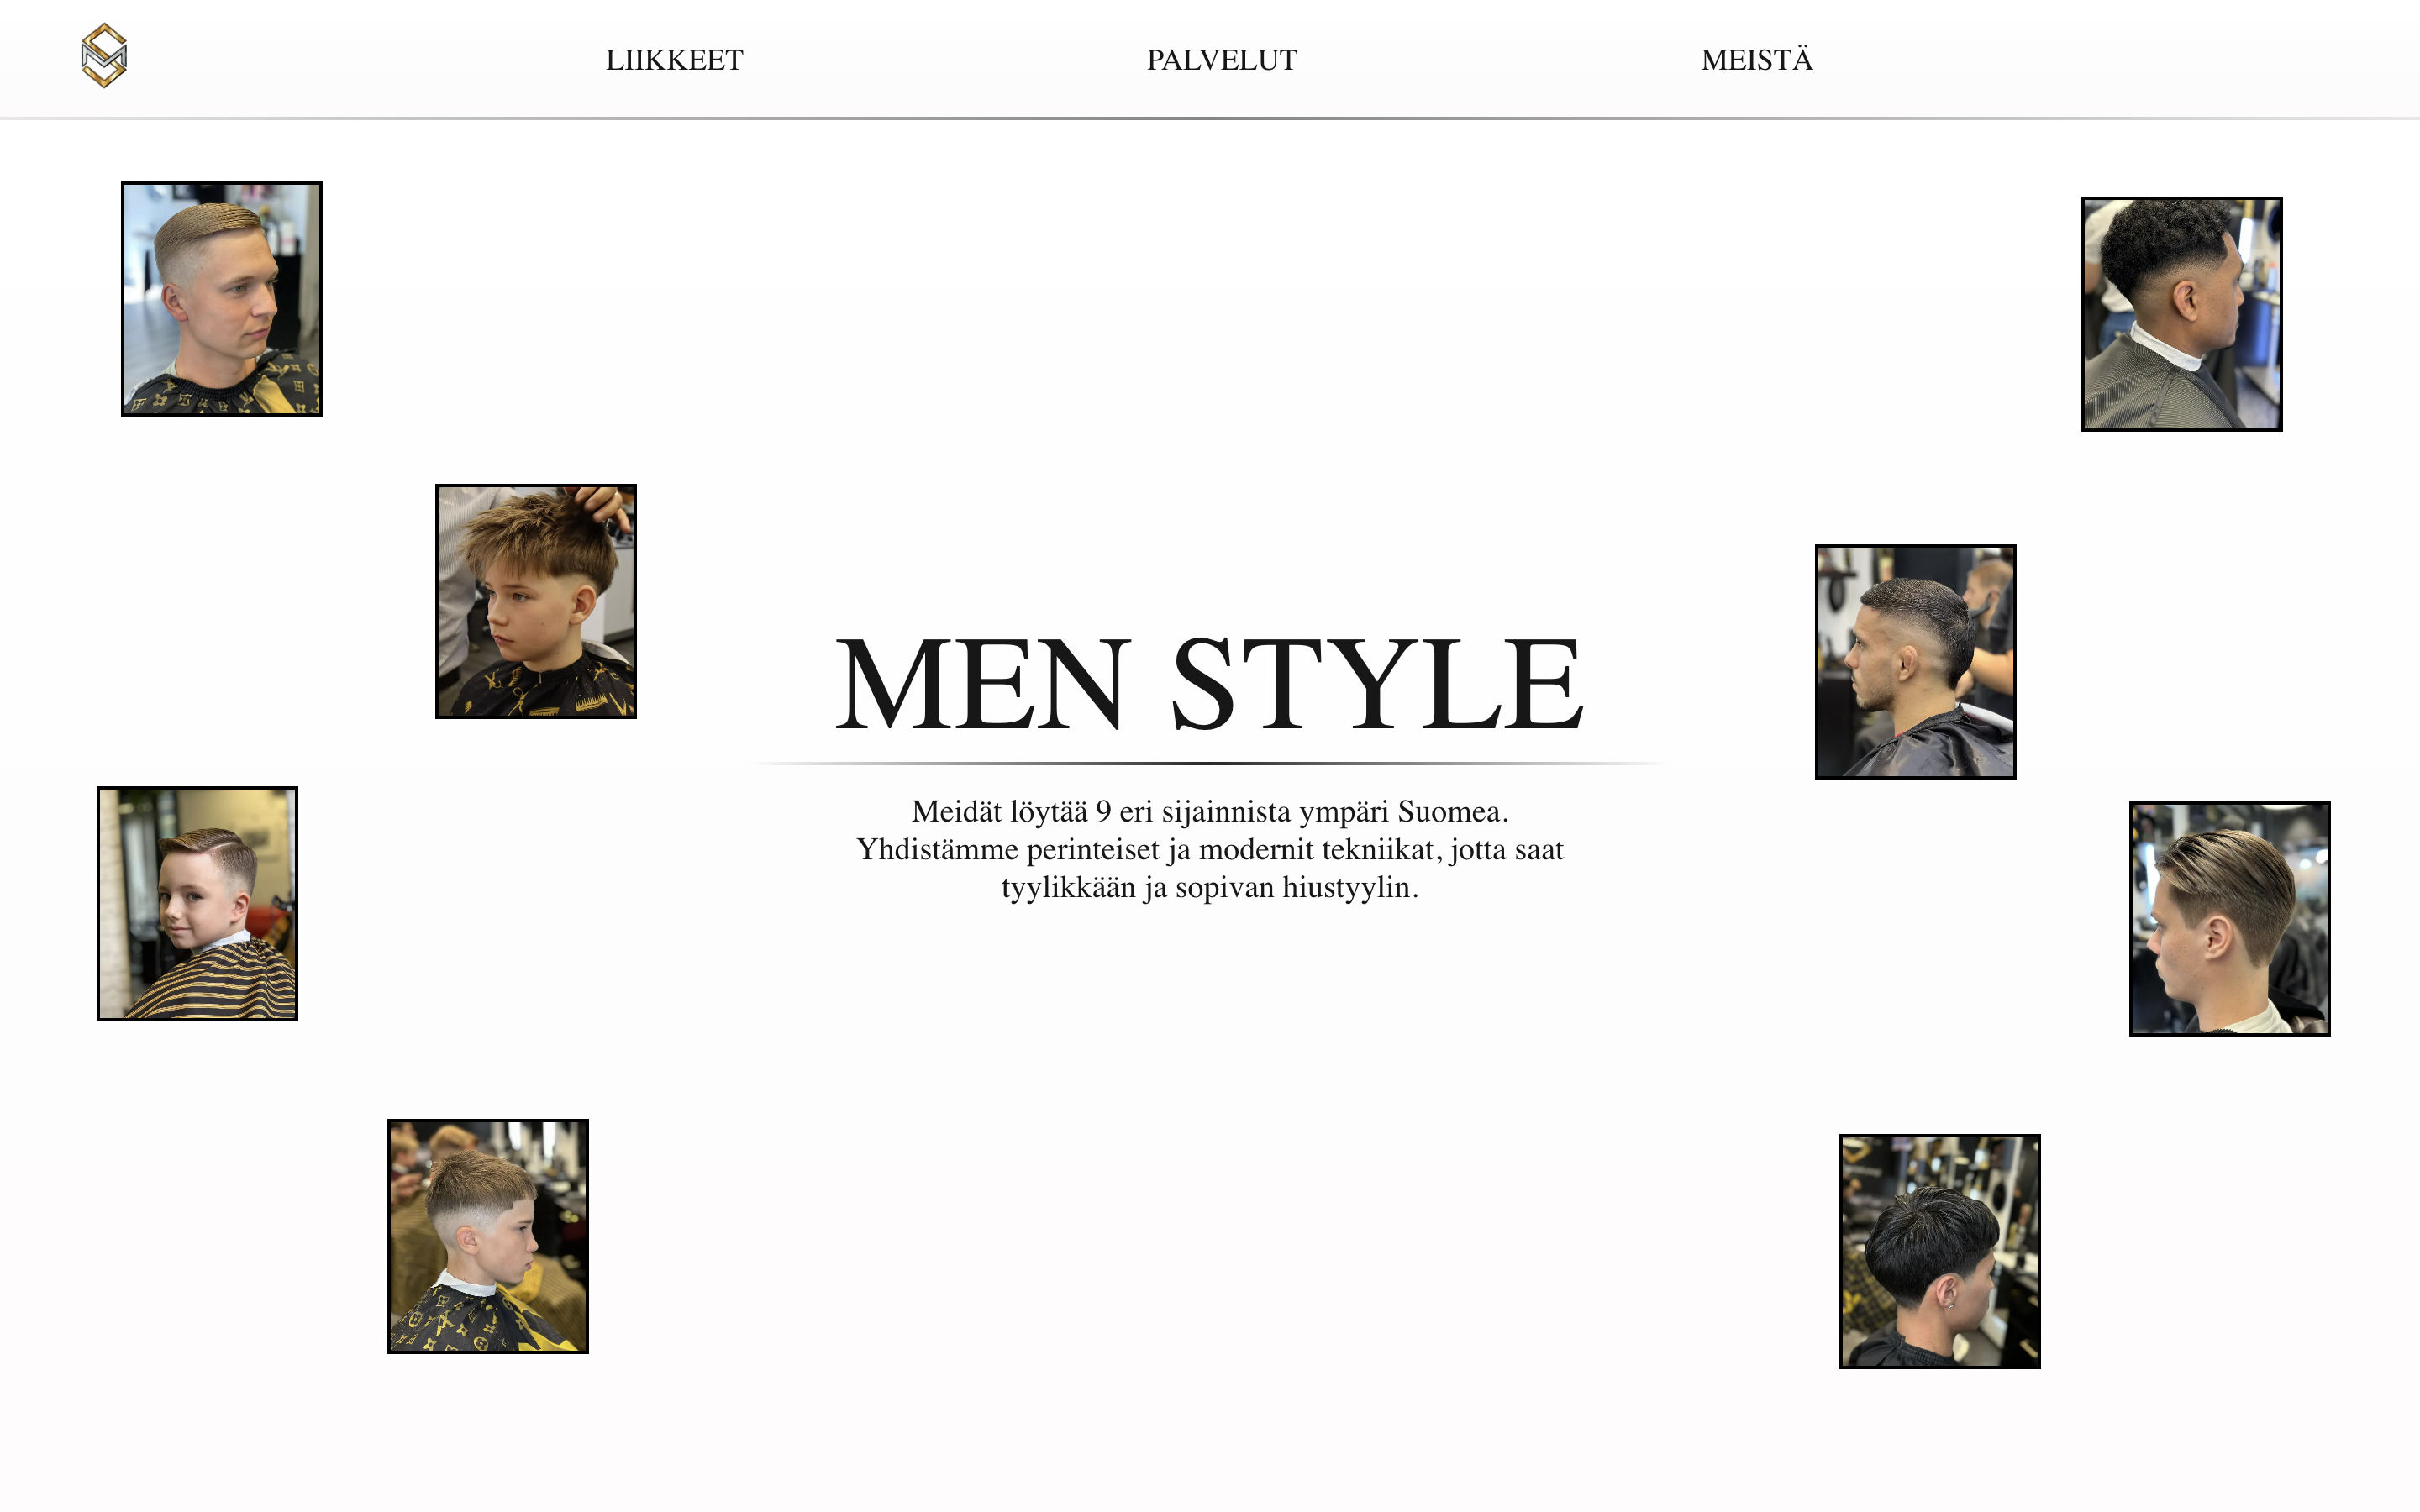 LIIKKEET
PALVELUT
MEISTÄ
MEN STYLE
Meidät löytää 9 eri sijainnista ympäri Suomea.
Yhdistämme perinteiset ja modernit tekniikat, jotta saat
tyylikkään ja sopivan hiustyylin.